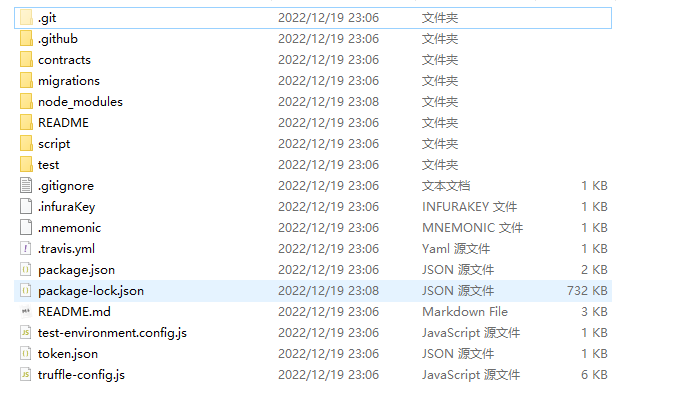 .git 2022/12/19 23:06 文件夹
.github 2022/12/19 23:06 文件夹
contracts 2022/12/19 23:06 文件夹
migrations 2022/12/19 23:06 文件夹
node_modules 2022/12/19 23:08 文件夹
README 2022/12/19 23:06 文件夹
script 2022/12/19 23:06 文件夹
test 2022/12/19 23:06 文件夹
.gitignore 2022/12/19 23:06 文本文档 1 KB
.infuraKey 2022/12/19 23:06 INFURAKEY 文件 1 KB
.mnemonic 2022/12/19 23:06 MNEMONIC 文件 1 KB
.travis.yml 2022/12/19 23:06 Yaml 源文件 1 KB
package.json 2022/12/19 23:06 JSON 源文件 2 KB
package-lock.json 2022/12/19 23:08 JSON 源文件 732 KB
README.md 2022/12/19 23:06 Markdown File 3 KB
test-environment.config.js 2022/12/19 23:06 JavaScript 源文件 1 KB
token.json 2022/12/19 23:06 JSON 源文件 1 KB
truffle-config.js 2022/12/19 23:06 JavaScript 源文件 6 KB